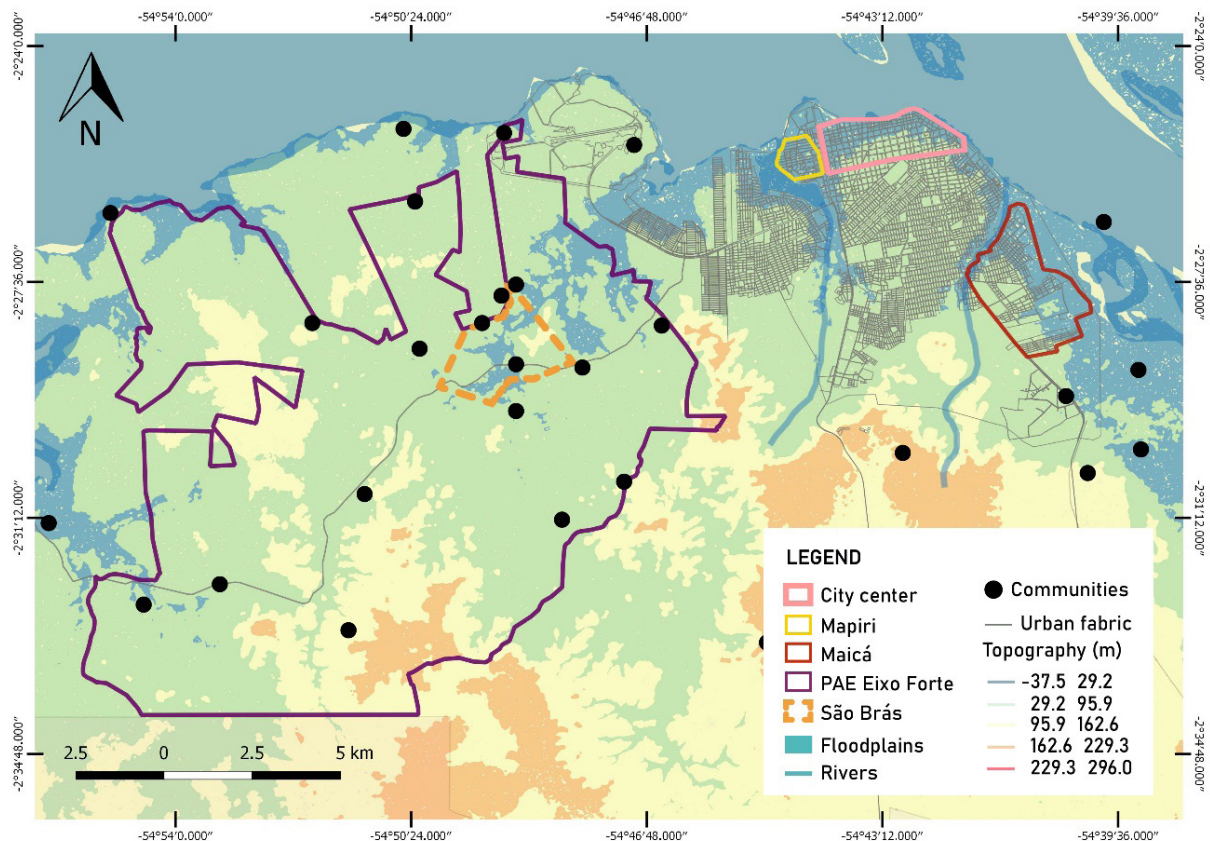 -54°54'0.000″ -54°50'24.000″ -54°46'48.000″ -54°43'12.000″ -54°39'36.000″
-2°24'0.000″ -2°24'0.000″
N
-2°27'36.000″ -2°27'36.000″
-2°31'12.000″ -2°31'12.000″
-2°34'48.000″ -2°34'48.000″
LEGEND
City center
Mapiri
Maicá
PAE Eixo Forte
São Brás
Floodplains
Rivers
Communities
Urban fabric
Topography (m)
-37.5 29.2
29.2 95.9
95.9 162.6
162.6 229.3
229.3 296.0
2.5 0 2.5 5 km
-54°54'0.000″ -54°50'24.000″ -54°46'48.000″ -54°43'12.000″ -54°39'36.000″